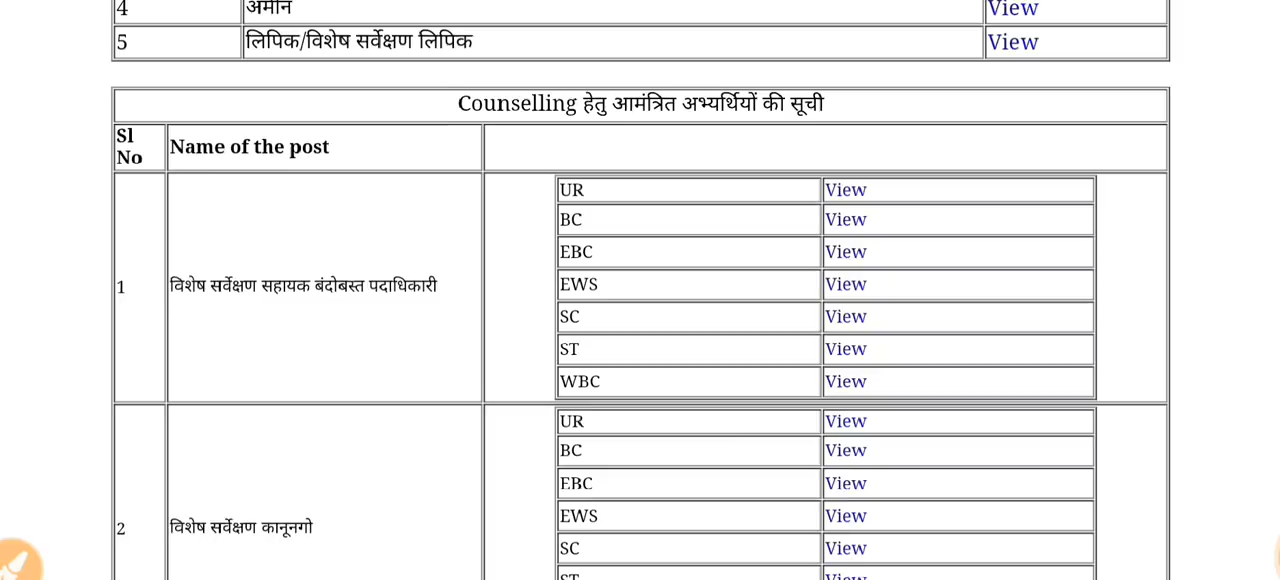 4 अमीन View
5 लिपिक/विशेष सर्वेक्षण लिपिक View
Counselling हेतु आमंत्रित अभ्यर्थियों की सूची
Sl No Name of the post
UR View
BC View
EBC View
1 विशेष सर्वेक्षण सहायक बंदोबस्त पदाधिकारी EWS View
SC View
ST View
WBC View
UR View
BC View
EBC View
EWS View
2 विशेष सर्वेक्षण कानूनगो
SC View
ST View